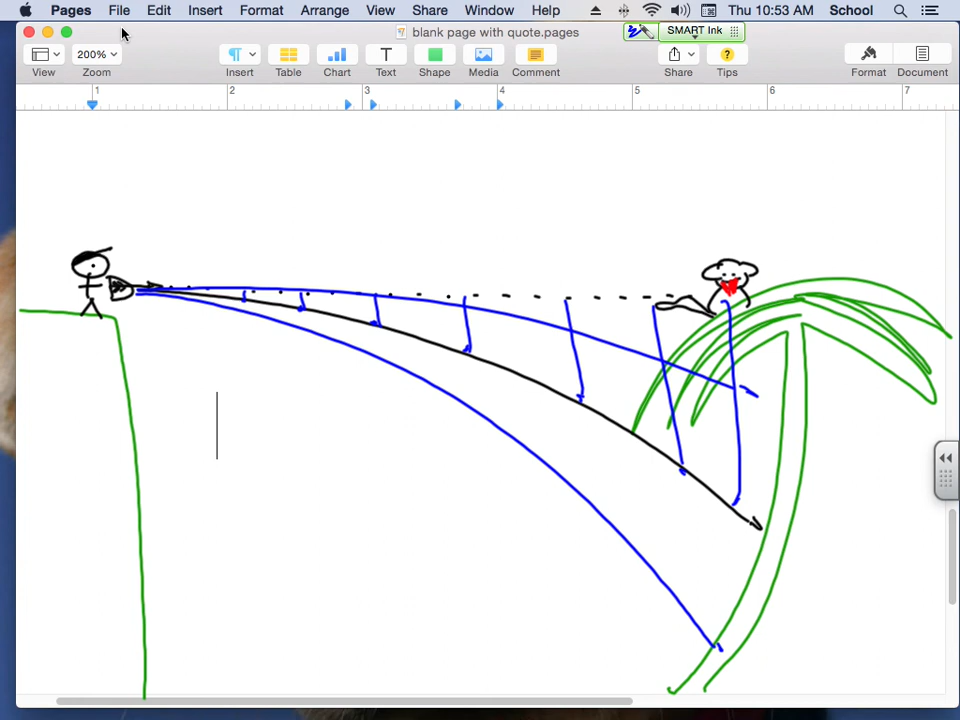 Pages File Edit Insert Format Arrange View Share Window Help Thu 10:53 AM School
blank page with quote.pages
SMART Ink
200%
View Zoom Insert Table Chart Text Shape Media Comment Share Tips Format Document
1 2 3 4 5 6 7